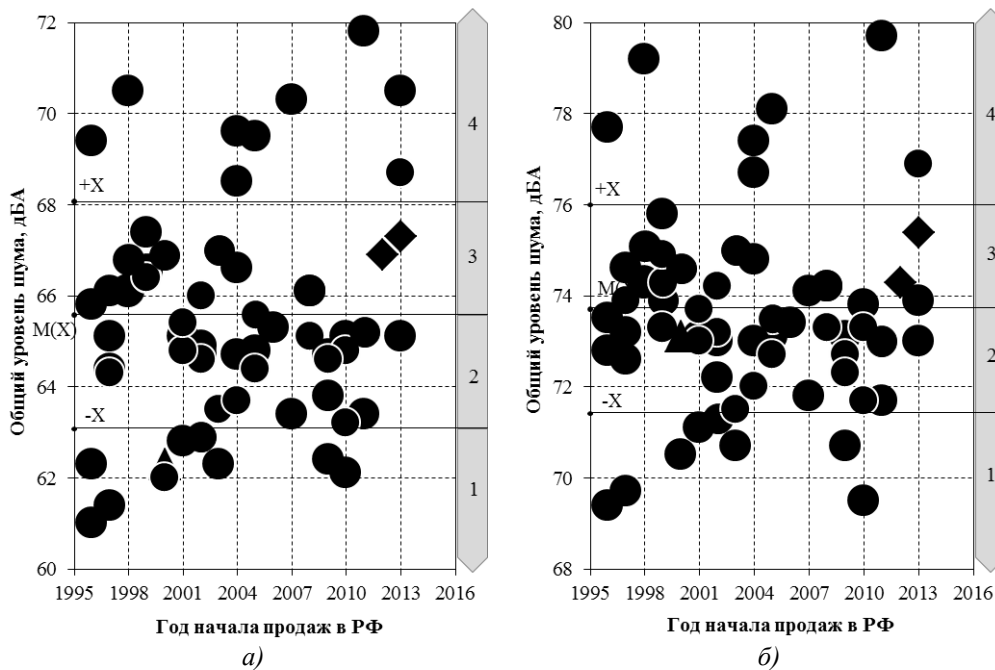 72
70
68
66
64
62
60
Общий уровень шума, дБА
+X
M(X)
-X
4
3
2
1
1995 1998 2001 2004 2007 2010 2013 2016
Год начала продаж в РФ
а)
80
78
76
74
72
70
68
Общий уровень шума, дБА
+X
-X
4
3
2
1
1995 1998 2001 2004 2007 2010 2013 2016
Год начала продаж в РФ
б)